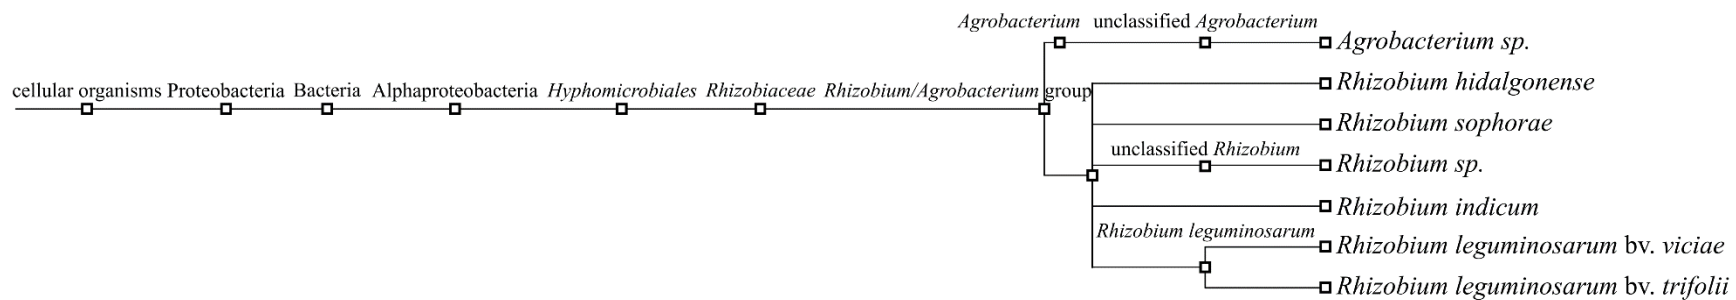 Agrobacterium unclassified Agrobacterium
Agrobacterium sp.
cellular organisms Proteobacteria Bacteria Alphaproteobacteria Hyphomicrobiales Rhizobiaceae Rhizobium/Agrobacterium group
Rhizobium hidalgonense
Rhizobium sophorae
unclassified Rhizobium
Rhizobium sp.
Rhizobium indicum
Rhizobium leguminosarum
Rhizobium leguminosarum bv. viciae
Rhizobium leguminosarum bv. trifolii